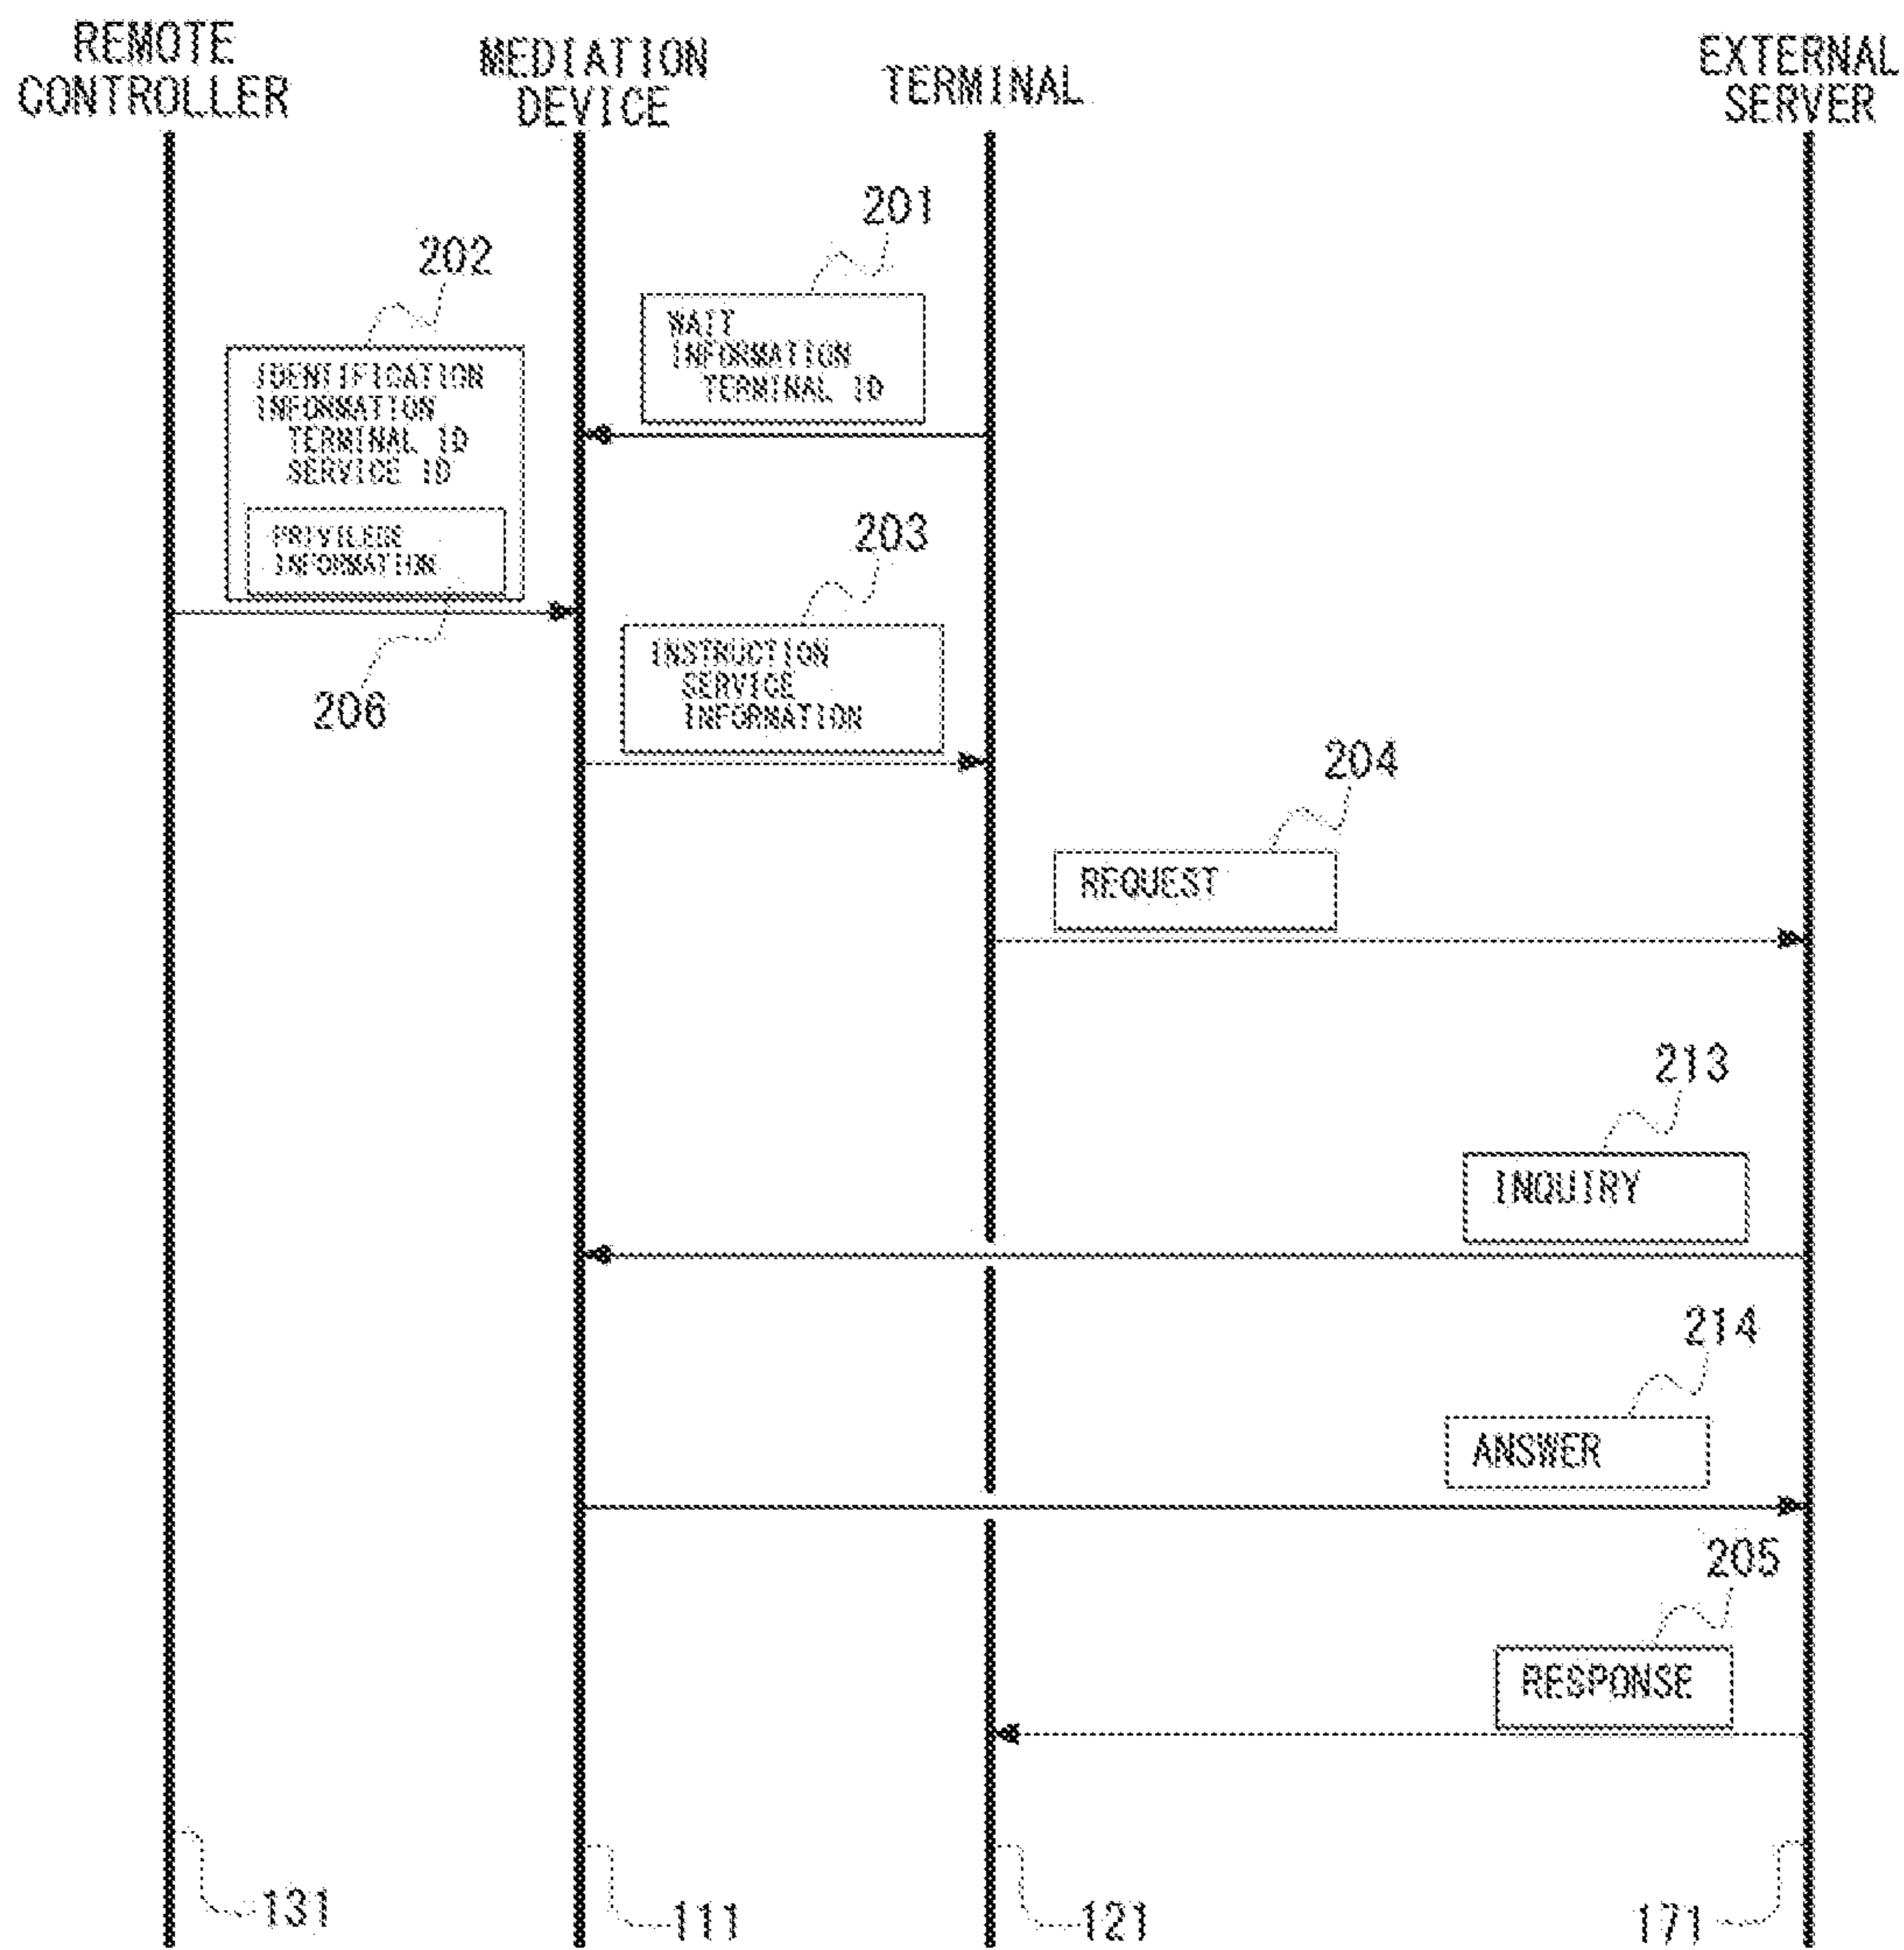 REMOTE
CONTROLLER
MEDIATION
DEVICE
TERMINAL
EXTERNAL
SERVER
201
WAIT
INFORMATION
TERMINAL ID
202
IDENTIFICATION
INFORMATION
TERMINAL ID
SERVICE ID
PRIVILEGE
INFORMATION
206
203
INSTRUCTION
SERVICE
INFORMATION
204
REQUEST
213
INQUIRY
214
ANSWER
205
RESPONSE
131
111
121
171